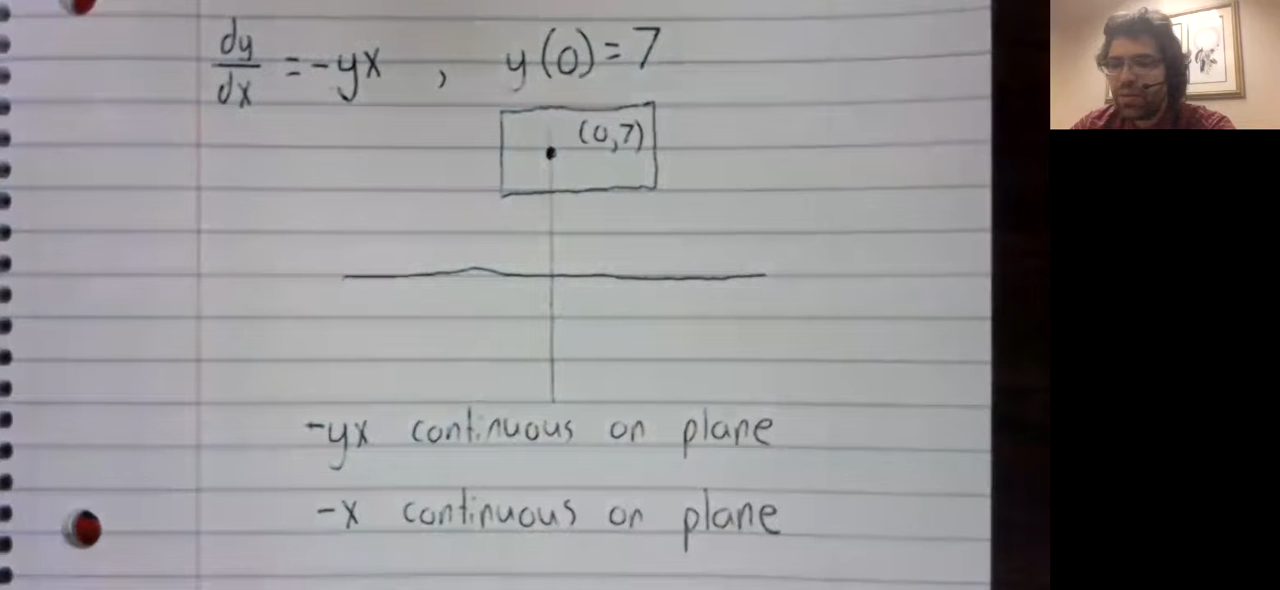 dy/dx = -yx , y(0) = 7
(0,7)
-yx continuous on plane
-x continuous on plane